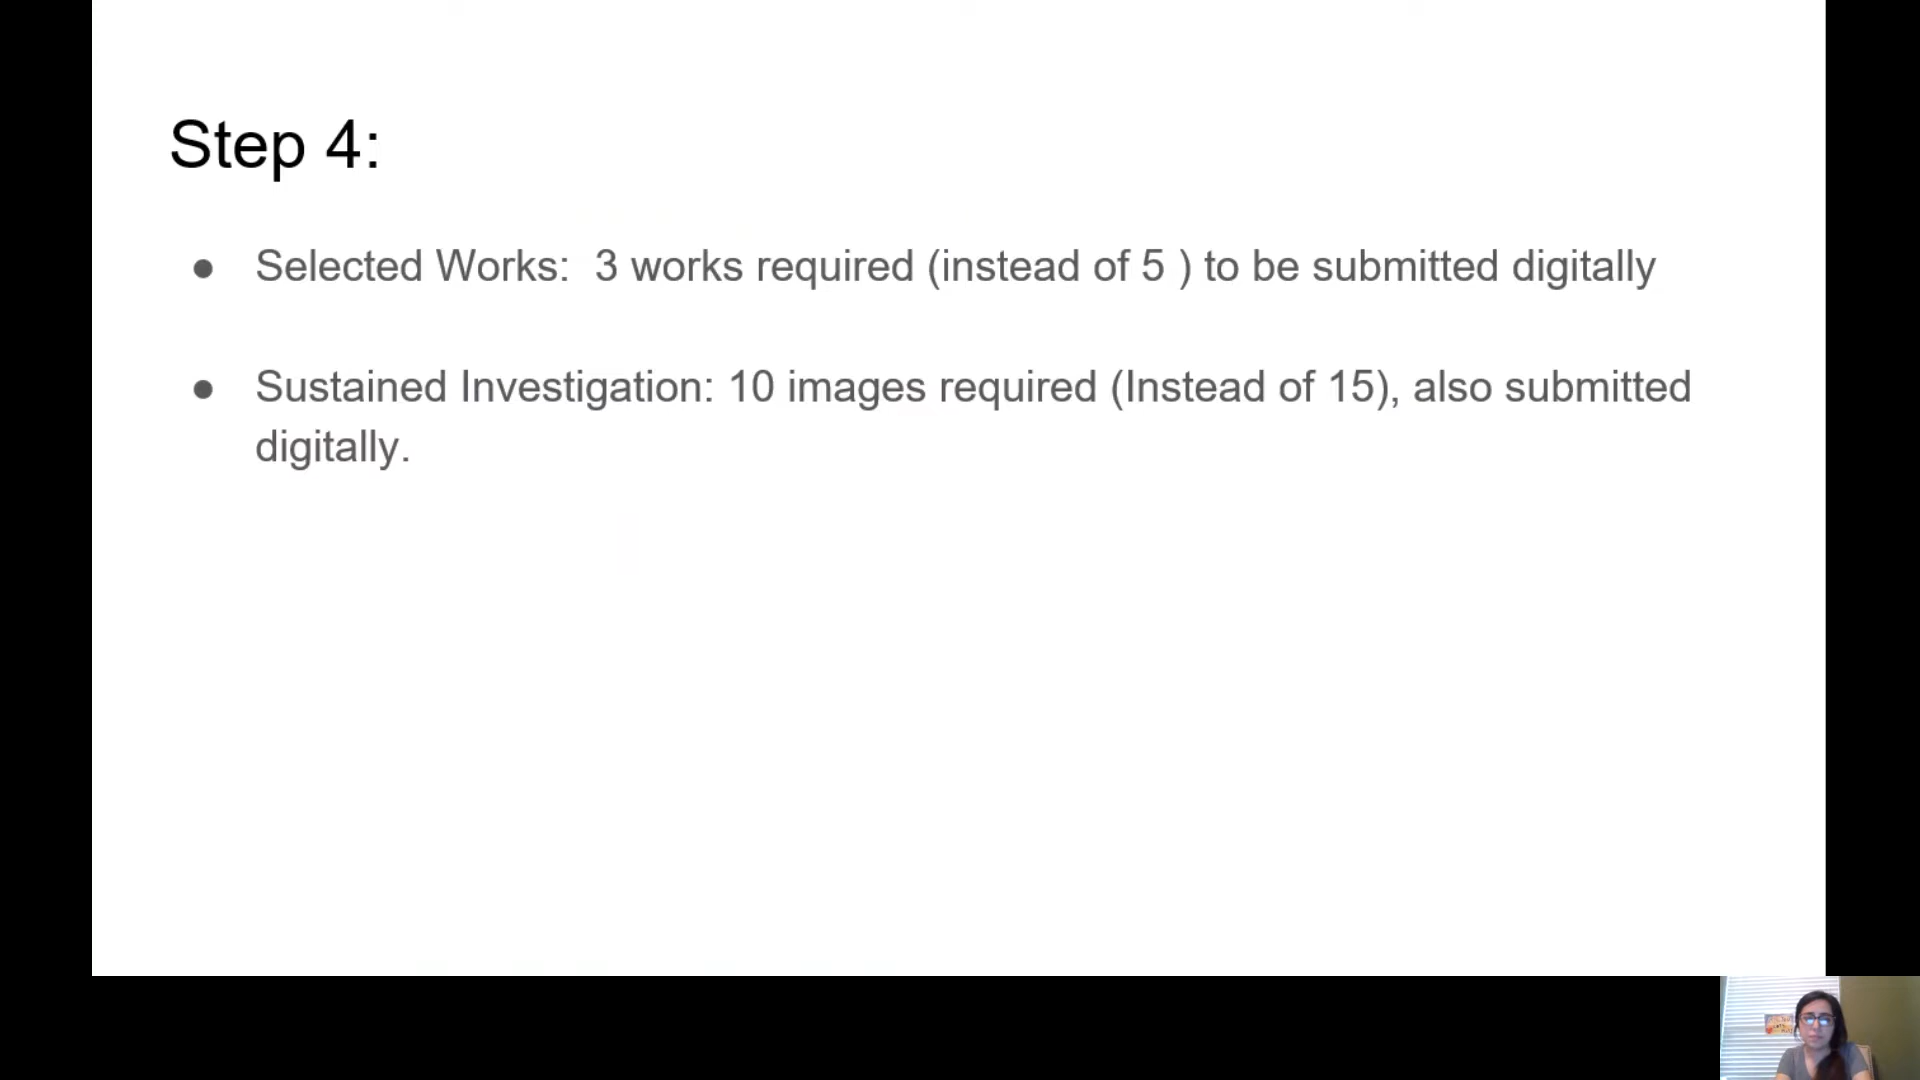 Step 4:
● Selected Works:  3 works required (instead of 5 ) to be submitted digitally
● Sustained Investigation: 10 images required (Instead of 15), also submitted
digitally.